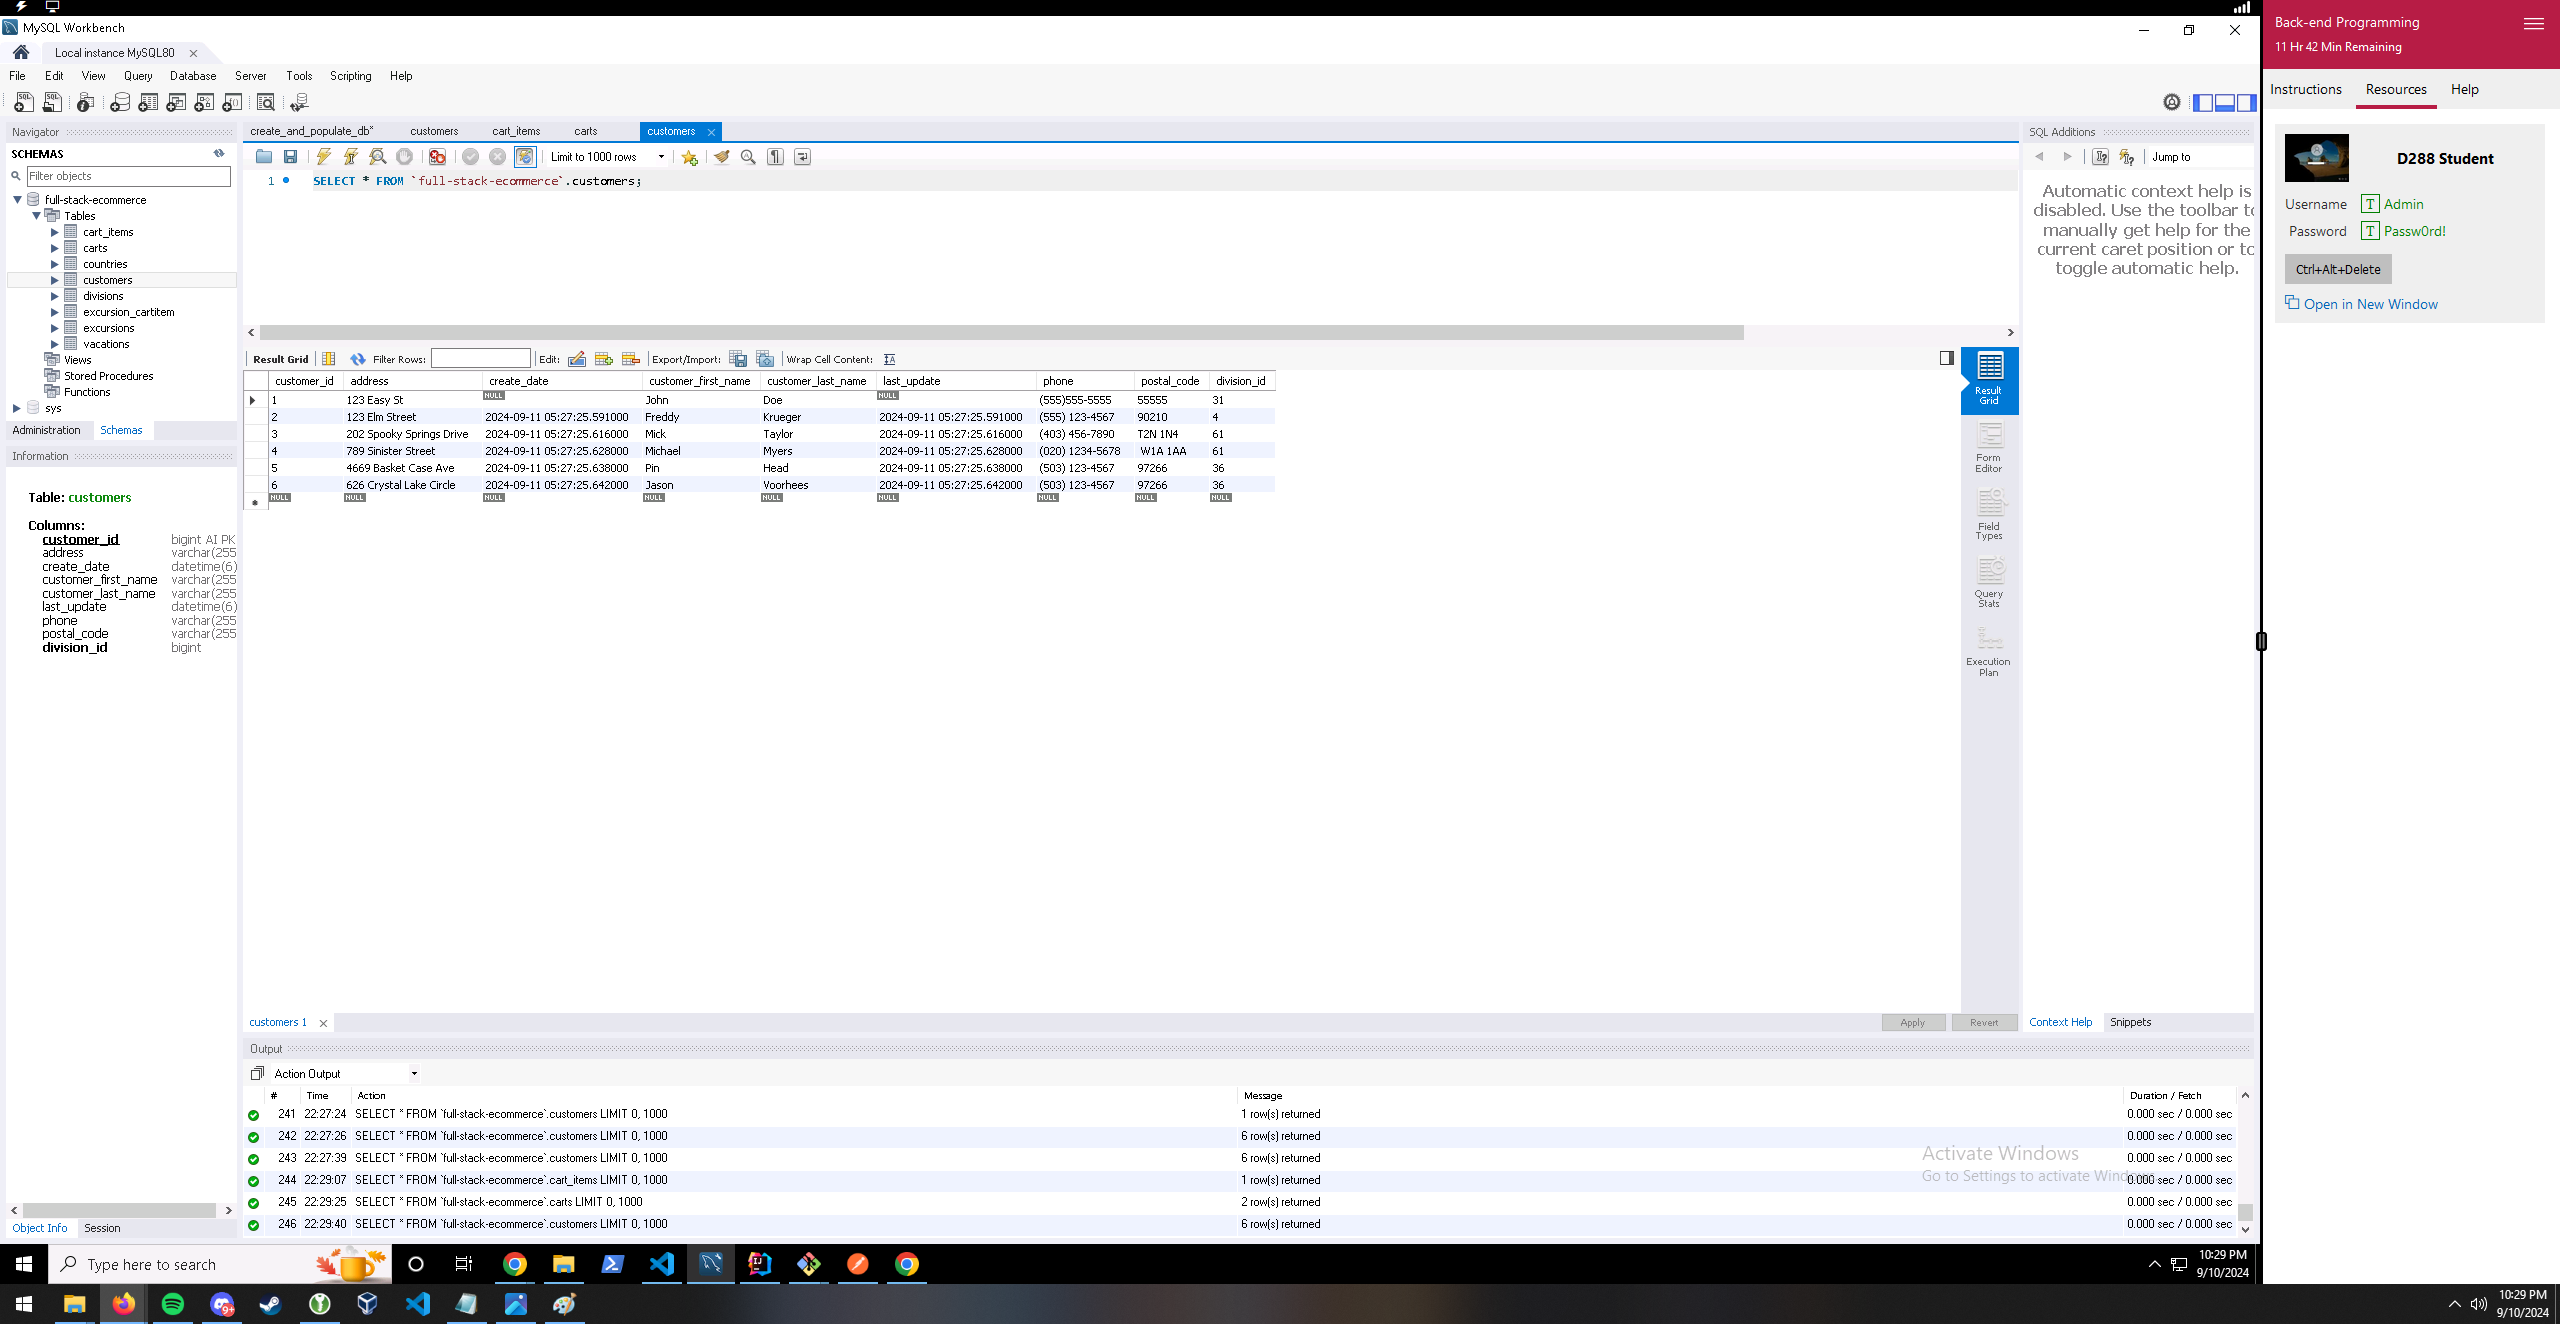 MySQL Workbench
Local instance MySQL80
File Edit View Query Database Server Tools Scripting Help
Navigator
SCHEMAS
Filter objects
full-stack-ecommerce
Tables
cart_items
carts
countries
customers
divisions
excursion_cartitem
excursions
vacations
Views
Stored Procedures
Functions
sys
Administration Schemas
Information
Table: customers
Columns:
customer_id bigint AI PK
address varchar(255
create_date datetime(6)
customer_first_name varchar(255
customer_last_name varchar(255
last_update datetime(6)
phone varchar(255
postal_code varchar(255
division_id bigint
Object Info Session
create_and_populate_db* customers cart_items carts customers
Limit to 1000 rows
1 SELECT * FROM `full-stack-ecommerce`.customers;
Result Grid Filter Rows: Edit: Export/Import: Wrap Cell Content:
customer_id address create_date customer_first_name customer_last_name last_update phone postal_code division_id
1 123 Easy St NULL John Doe NULL (555)555-5555 55555 31
2 123 Elm Street 2024-09-11 05:27:25.591000 Freddy Krueger 2024-09-11 05:27:25.591000 (555) 123-4567 90210 4
3 202 Spooky Springs Drive 2024-09-11 05:27:25.616000 Mick Taylor 2024-09-11 05:27:25.616000 (403) 456-7890 T2N 1N4 61
4 789 Sinister Street 2024-09-11 05:27:25.628000 Michael Myers 2024-09-11 05:27:25.628000 (020) 1234-5678 W1A 1AA 61
5 4669 Basket Case Ave 2024-09-11 05:27:25.638000 Pin Head 2024-09-11 05:27:25.638000 (503) 123-4567 97266 36
6 626 Crystal Lake Circle 2024-09-11 05:27:25.642000 Jason Voorhees 2024-09-11 05:27:25.642000 (503) 123-4567 97266 36
NULL NULL NULL NULL NULL NULL NULL NULL NULL
Result Grid
Form Editor
Field Types
Query Stats
Execution Plan
customers 1
Apply Revert
SQL Additions
Jump to
Automatic context help is
disabled. Use the toolbar to
manually get help for the
current caret position or to
toggle automatic help.
Context Help Snippets
Output
Action Output
# Time Action Message Duration / Fetch
241 22:27:24 SELECT * FROM `full-stack-ecommerce`.customers LIMIT 0, 1000 1 row(s) returned 0.000 sec / 0.000 sec
242 22:27:26 SELECT * FROM `full-stack-ecommerce`.customers LIMIT 0, 1000 6 row(s) returned 0.000 sec / 0.000 sec
243 22:27:39 SELECT * FROM `full-stack-ecommerce`.customers LIMIT 0, 1000 6 row(s) returned 0.000 sec / 0.000 sec
244 22:29:07 SELECT * FROM `full-stack-ecommerce`.cart_items LIMIT 0, 1000 1 row(s) returned 0.000 sec / 0.000 sec
245 22:29:25 SELECT * FROM `full-stack-ecommerce`.carts LIMIT 0, 1000 2 row(s) returned 0.000 sec / 0.000 sec
246 22:29:40 SELECT * FROM `full-stack-ecommerce`.customers LIMIT 0, 1000 6 row(s) returned 0.000 sec / 0.000 sec
Activate Windows
Go to Settings to activate Windows.
Type here to search
10:29 PM
9/10/2024
Back-end Programming
11 Hr 42 Min Remaining
Instructions Resources Help
D288 Student
Username T Admin
Password T Passw0rd!
Ctrl+Alt+Delete
Open in New Window
9+
10:29 PM
9/10/2024